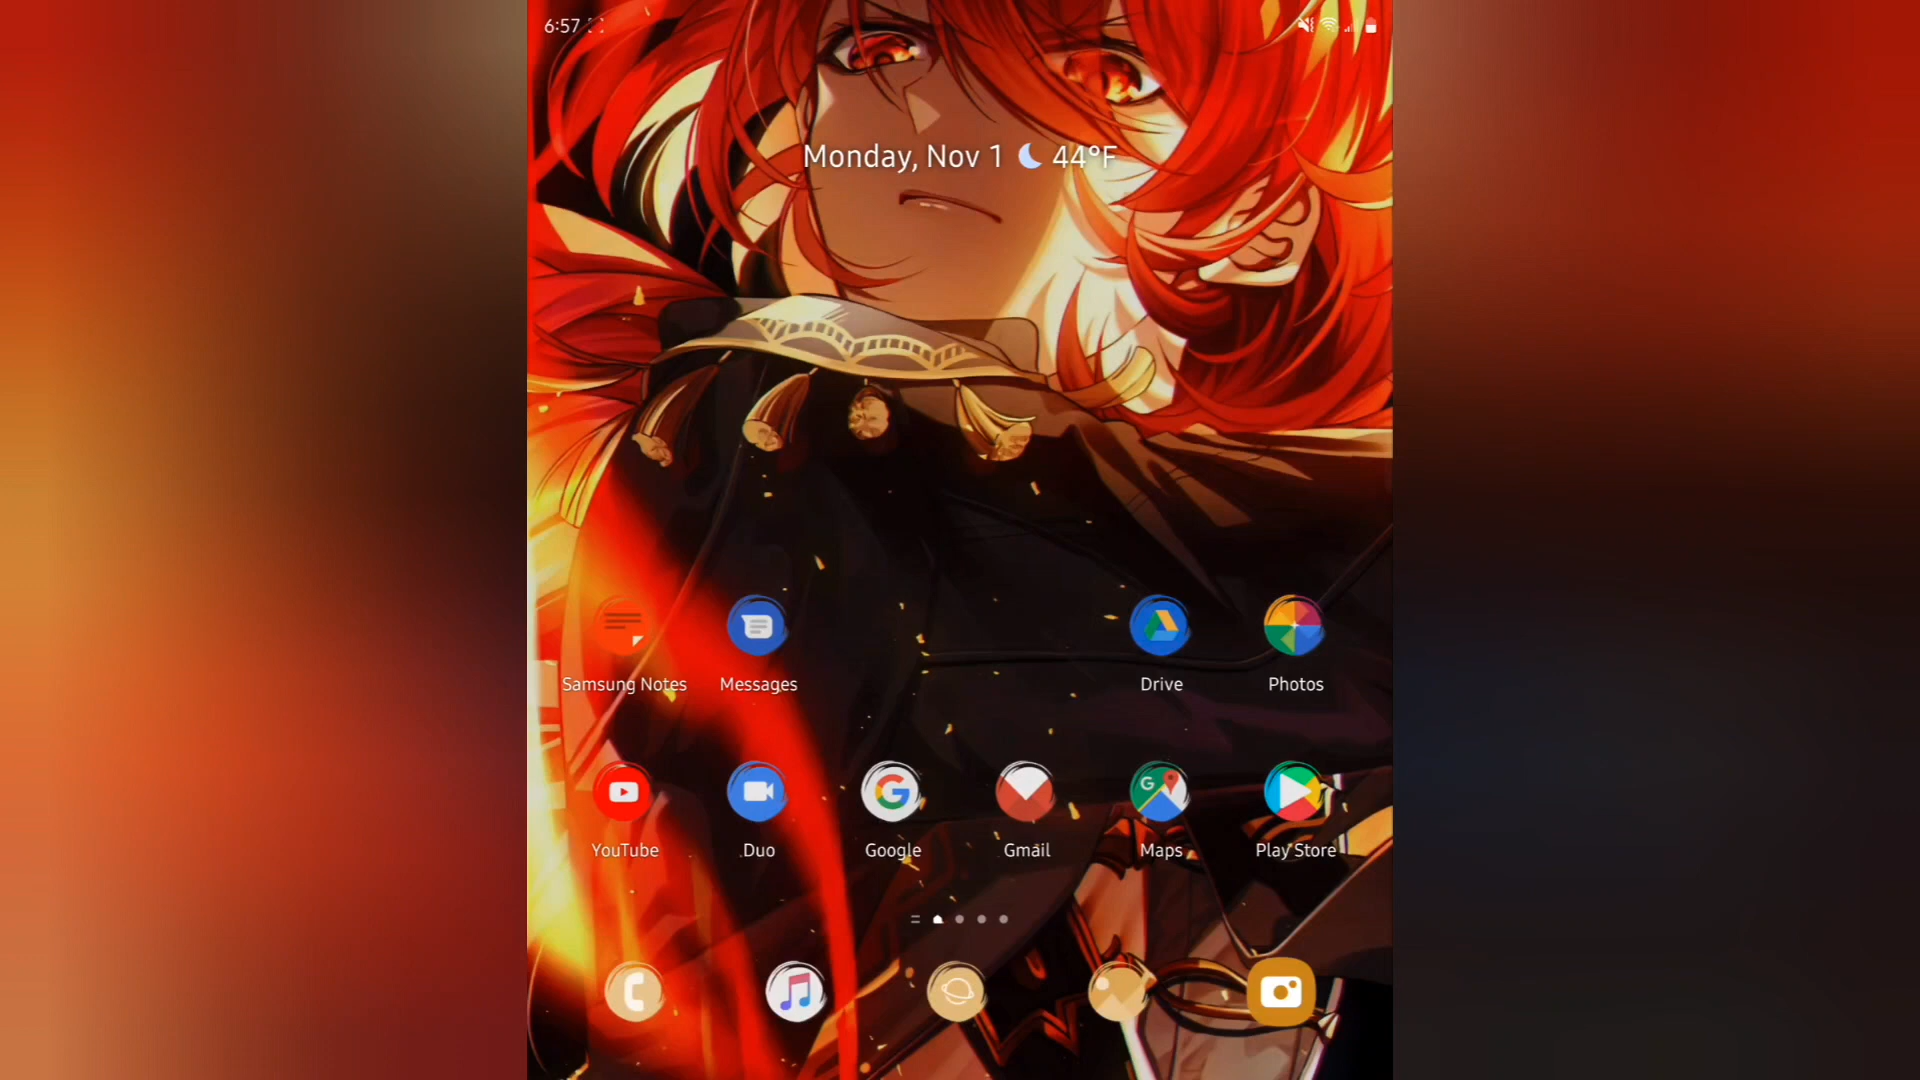 6:57
Monday, Nov 1 44°F
Samsung Notes
Messages
Drive
Photos
YouTube
Duo
Google
Gmail
Maps
Play Store